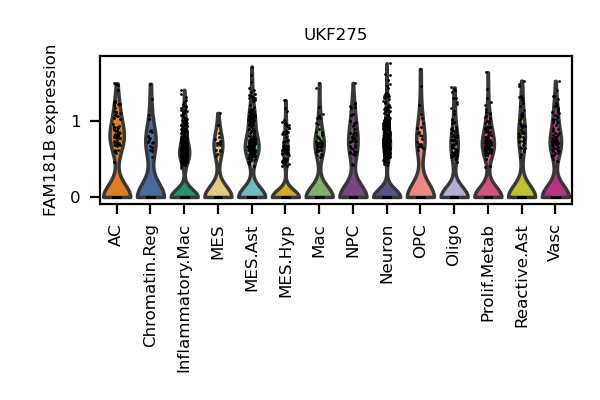 UKF275
FAM181B expression
1
0
AC
Chromatin.Reg
Inflammatory.Mac
MES
MES.Ast
MES.Hyp
Mac
NPC
Neuron
OPC
Oligo
Prolif.Metab
Reactive.Ast
Vasc